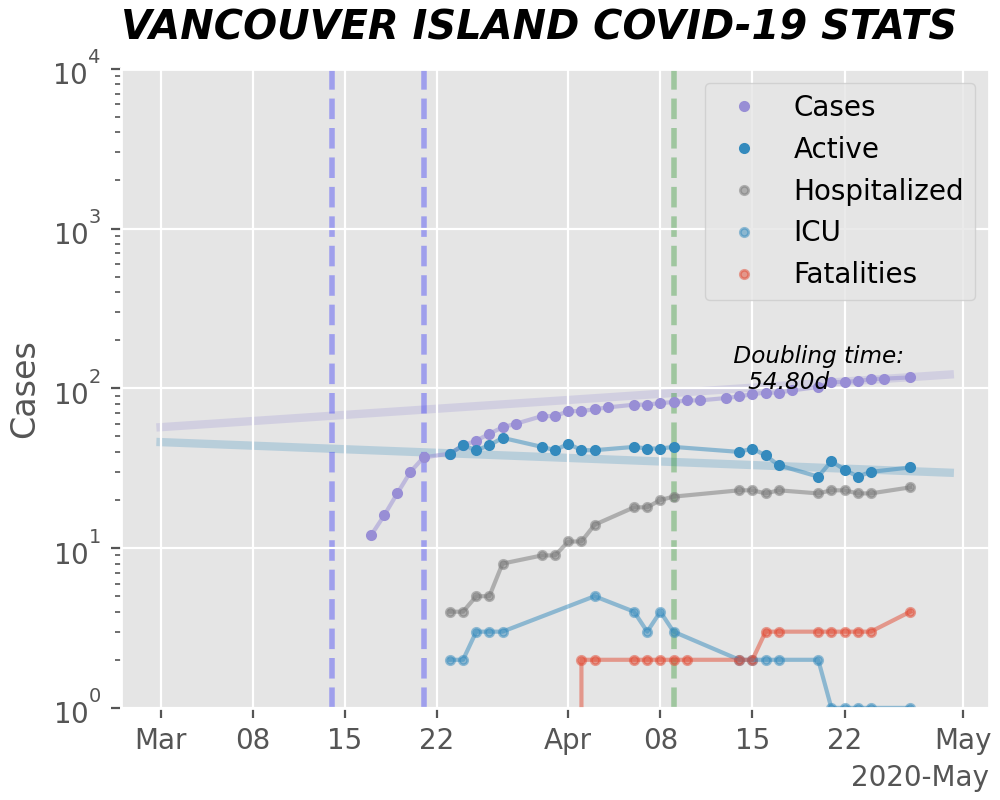 VANCOUVER ISLAND COVID-19 STATS
10^4
10^3
10^2
10^1
10^0
Cases
Cases
Active
Hospitalized
ICU
Fatalities
Doubling time:
54.80d
Mar 08 15 22 Apr 08 15 22 May
2020-May